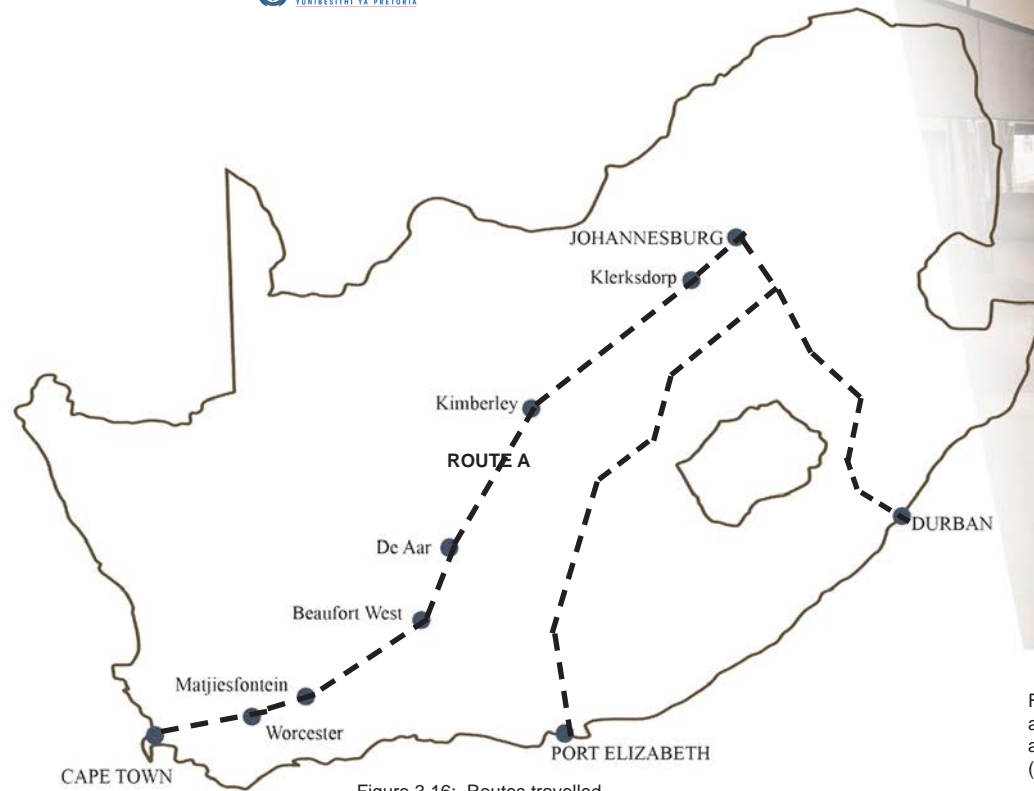 YUNIBESITHI YA PRETORIA
JOHANNESBURG
Klerksdorp
Kimberley
ROUTE A
DURBAN
De Aar
Beaufort West
Matjiesfontein
Worcester
PORT ELIZABETH
CAPE TOWN
Figure 3.16: Routes travelled